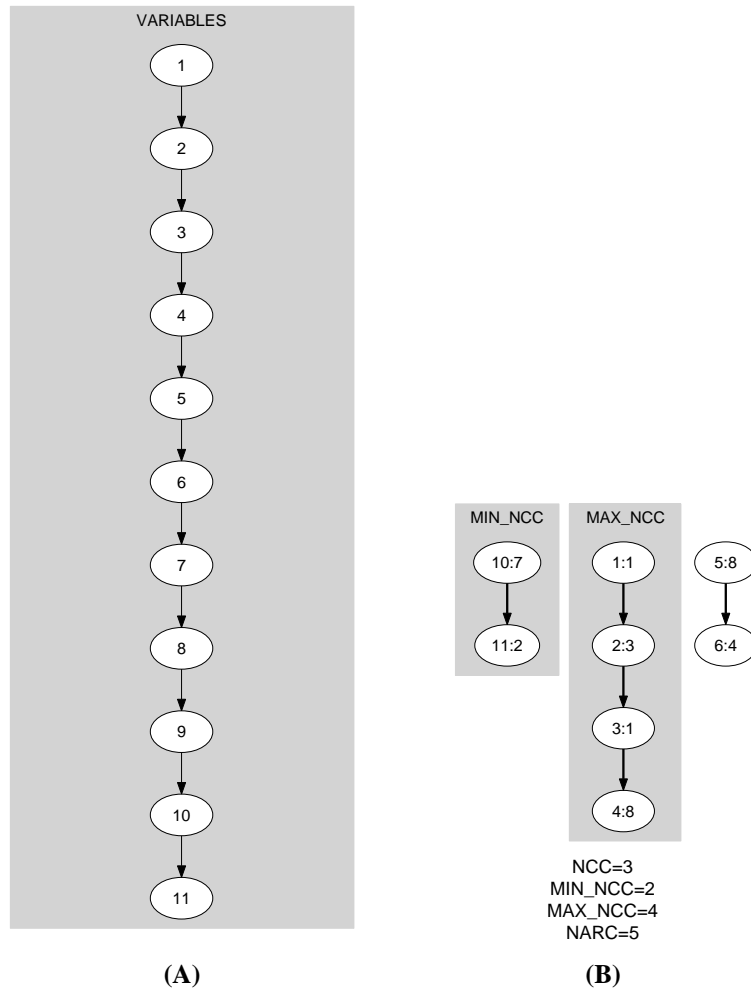 VARIABLES
1
2
3
4
5
6
7
8
9
10
11
(A)
MIN_NCC
10:7
11:2
MAX_NCC
1:1
2:3
3:1
4:8
5:8
6:4
NCC=3
MIN_NCC=2
MAX_NCC=4
NARC=5
(B)